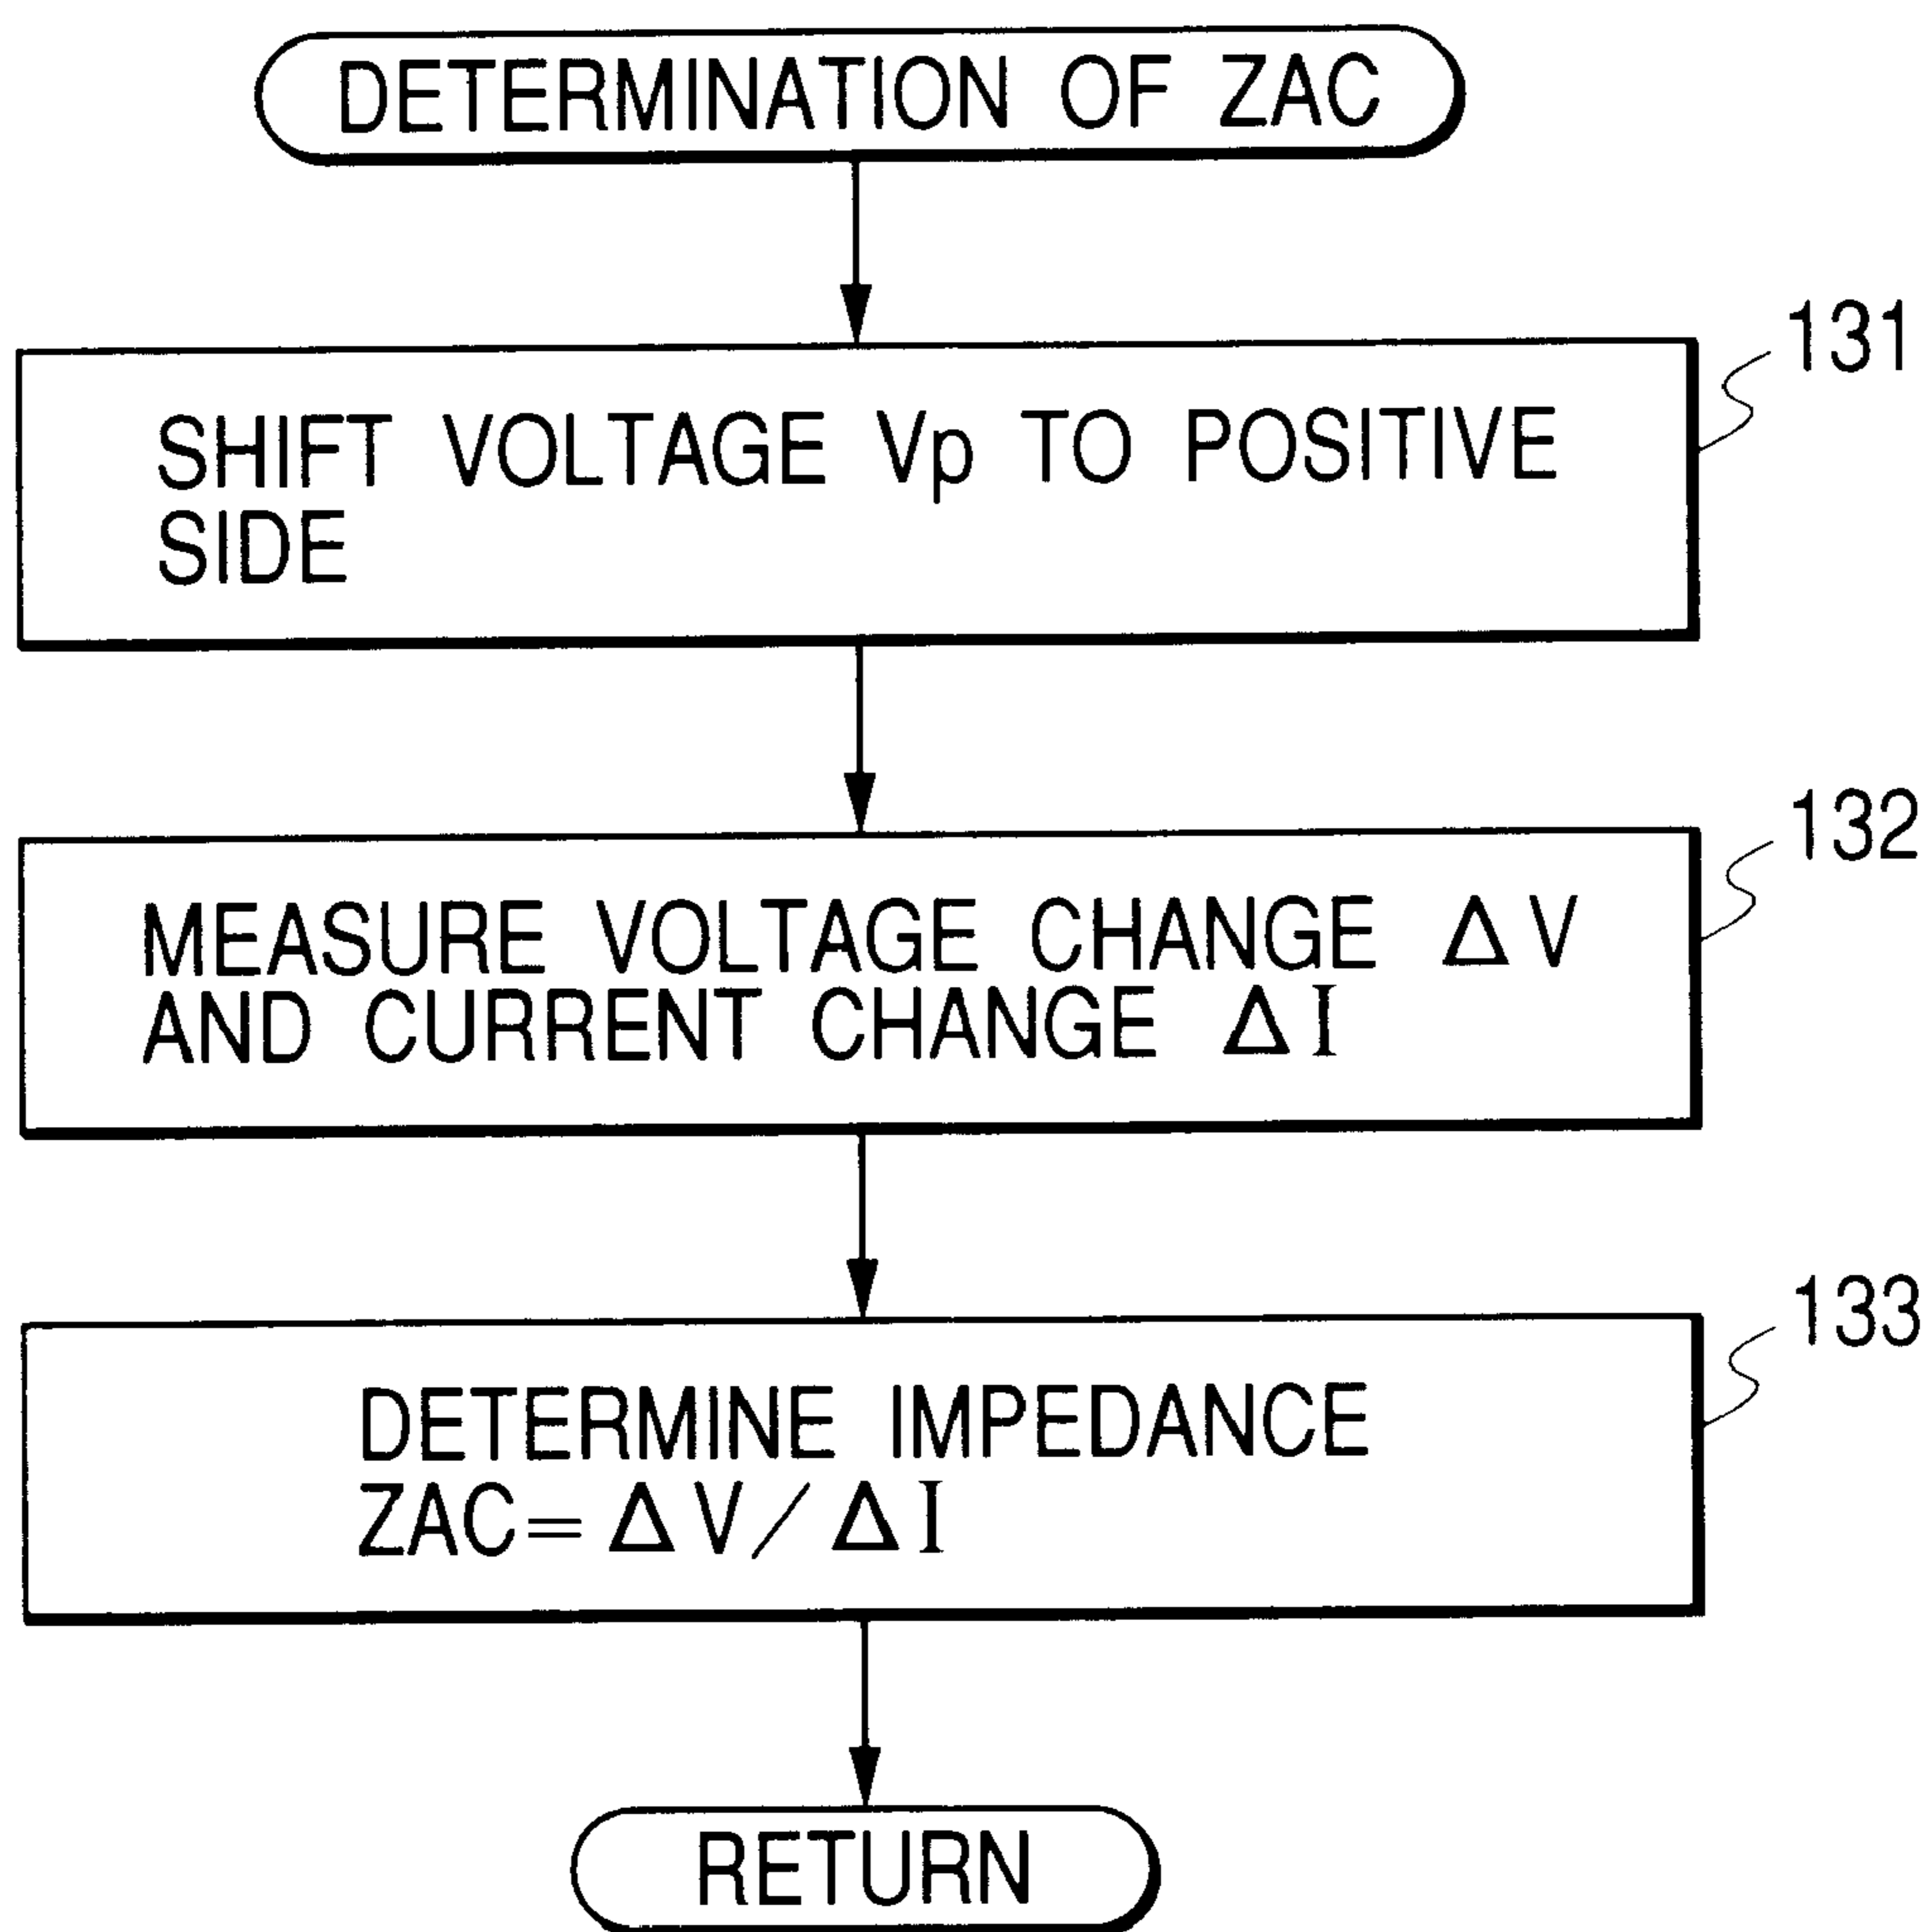 DETERMINATION OF ZAC
131
SHIFT VOLTAGE Vp TO POSITIVE
SIDE
132
MEASURE VOLTAGE CHANGE ΔV
AND CURRENT CHANGE ΔI
133
DETERMINE IMPEDANCE
ZAC=ΔV/ΔI
RETURN